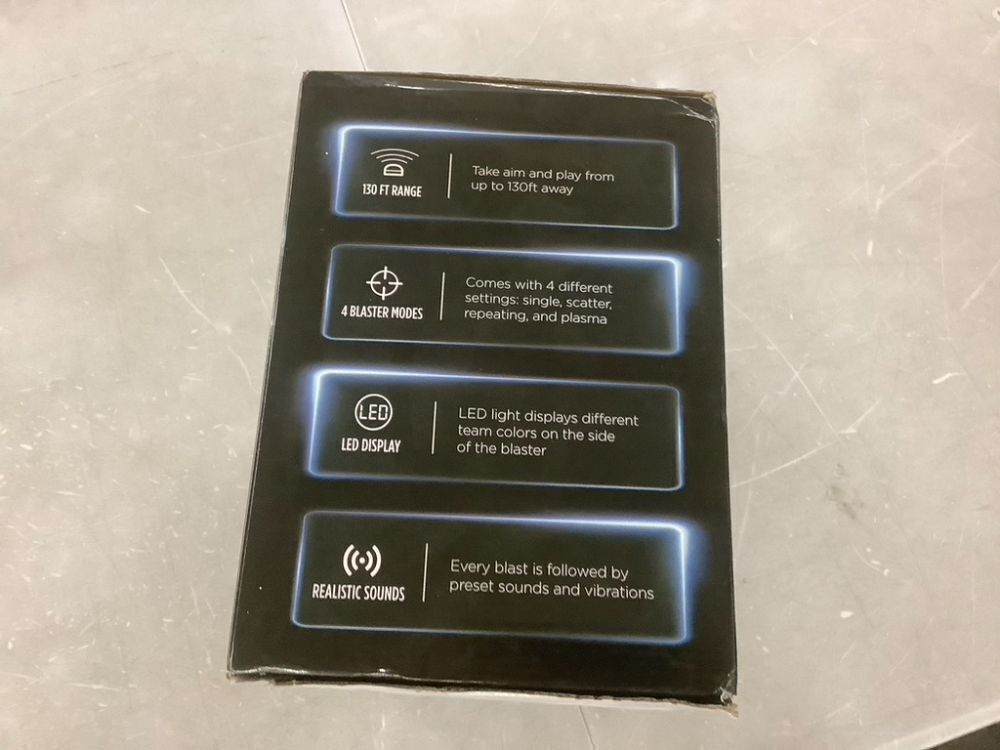 130 FT RANGE
Take aim and play from
up to 130ft away
4 BLASTER MODES
Comes with 4 different
settings: single, scatter,
repeating, and plasma
LED
LED DISPLAY
LED light displays different
team colors on the side
of the blaster
REALISTIC SOUNDS
Every blast is followed by
preset sounds and vibrations